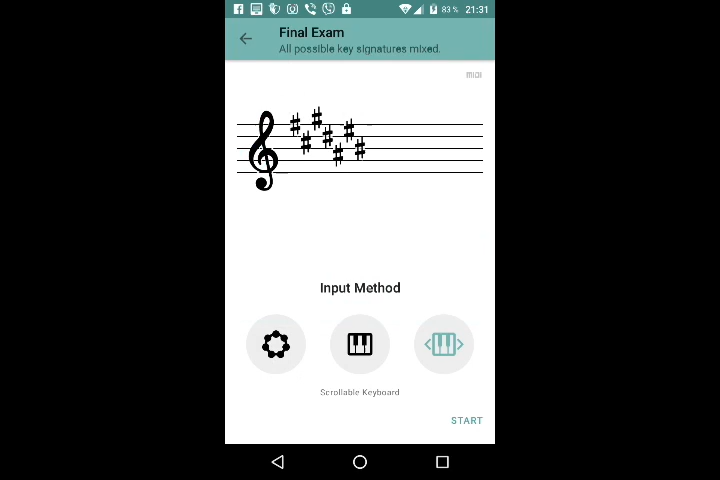 83 % 21:31
Final Exam
All possible key signatures mixed.
midi
Input Method
Scrollable Keyboard
START